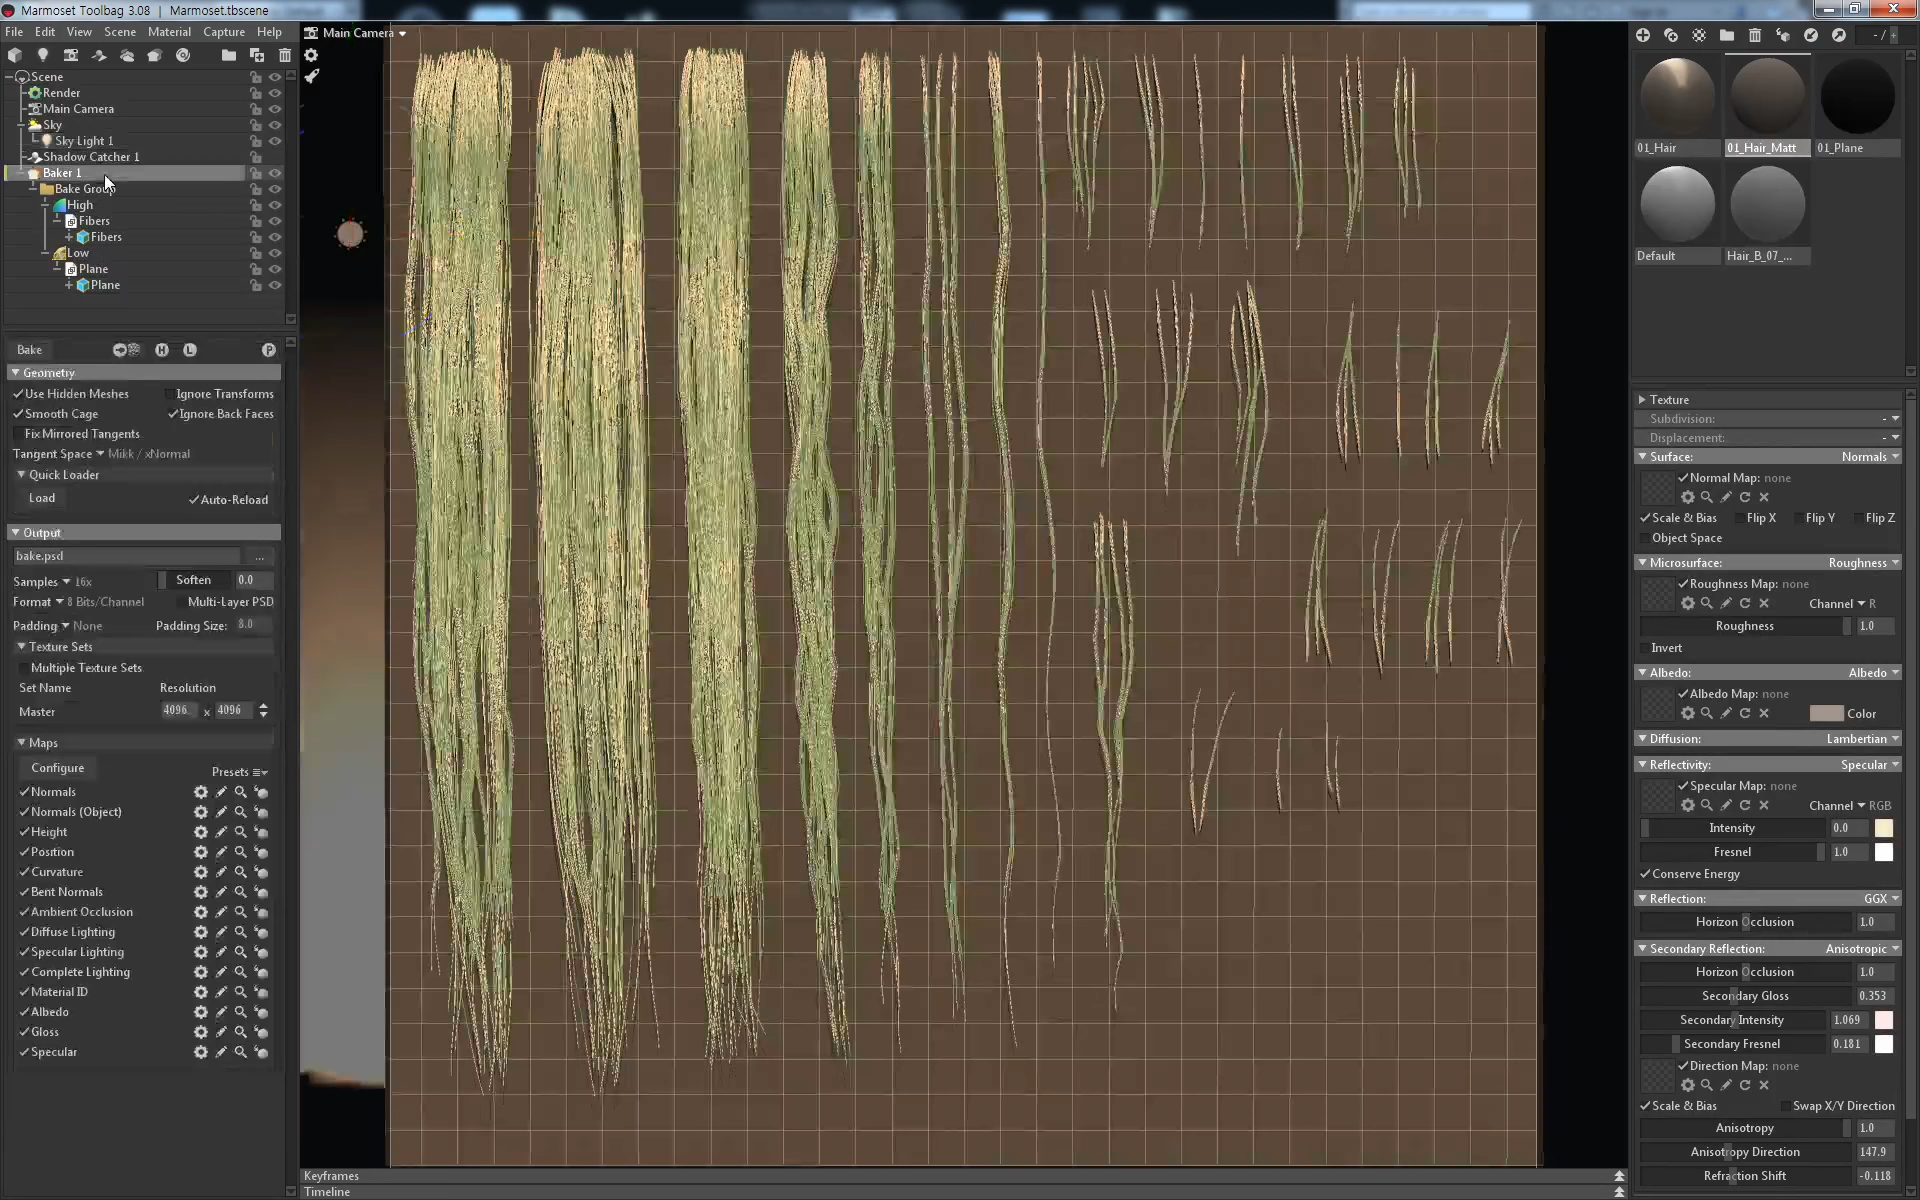 Marmoset Toolbag 3.08 | Marmoset.tbscene
File Edit View Scene Material Capture Help
Scene
Render
Main Camera
Sky
Sky Light 1
Shadow Catcher 1
Baker 1
Bake Group
High
Fibers
Fibers
Low
Plane
Plane
Bake H L P
Geometry
Use Hidden Meshes Ignore Transforms
Smooth Cage Ignore Back Faces
Fix Mirrored Tangents
Tangent Space Mikk / xNormal
Quick Loader
Load Auto-Reload
Output
bake.psd ...
Samples 16x Soften 0.0
Format 8 Bits/Channel Multi-Layer PSD
Padding None Padding Size: 8.0
Texture Sets
Multiple Texture Sets
Set Name Resolution
Master 4096 x 4096
Maps
Configure Presets
Normals
Normals (Object)
Height
Position
Curvature
Bent Normals
Ambient Occlusion
Diffuse Lighting
Specular Lighting
Complete Lighting
Material ID
Albedo
Gloss
Specular
Main Camera
Keyframes
Timeline
- / +
01_Hair 01_Hair_Matt 01_Plane
Default Hair_B_07_...
Texture
Subdivision: -
Displacement: -
Surface: Normals
Normal Map: none
Scale & Bias Flip X Flip Y Flip Z
Object Space
Microsurface: Roughness
Roughness Map: none
Channel R
Roughness 1.0
Invert
Albedo: Albedo
Albedo Map: none
Color
Diffusion: Lambertian
Reflectivity: Specular
Specular Map: none
Channel RGB
Intensity 0.0
Fresnel 1.0
Conserve Energy
Reflection: GGX
Horizon Occlusion 1.0
Secondary Reflection: Anisotropic
Horizon Occlusion 1.0
Secondary Gloss 0.353
Secondary Intensity 1.069
Secondary Fresnel 0.181
Direction Map: none
Scale & Bias Swap X/Y Direction
Anisotropy 1.0
Anisotropy Direction 147.9
Refraction Shift -0.118